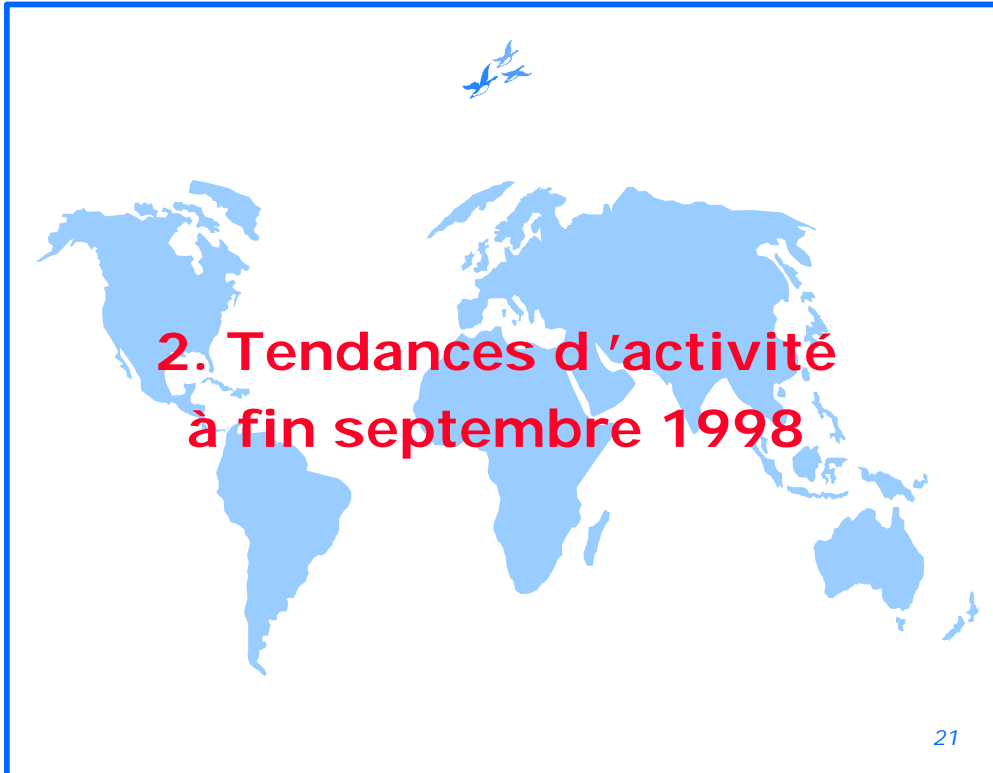 2. Tendances d ’activité
à fin septembre 1998
21